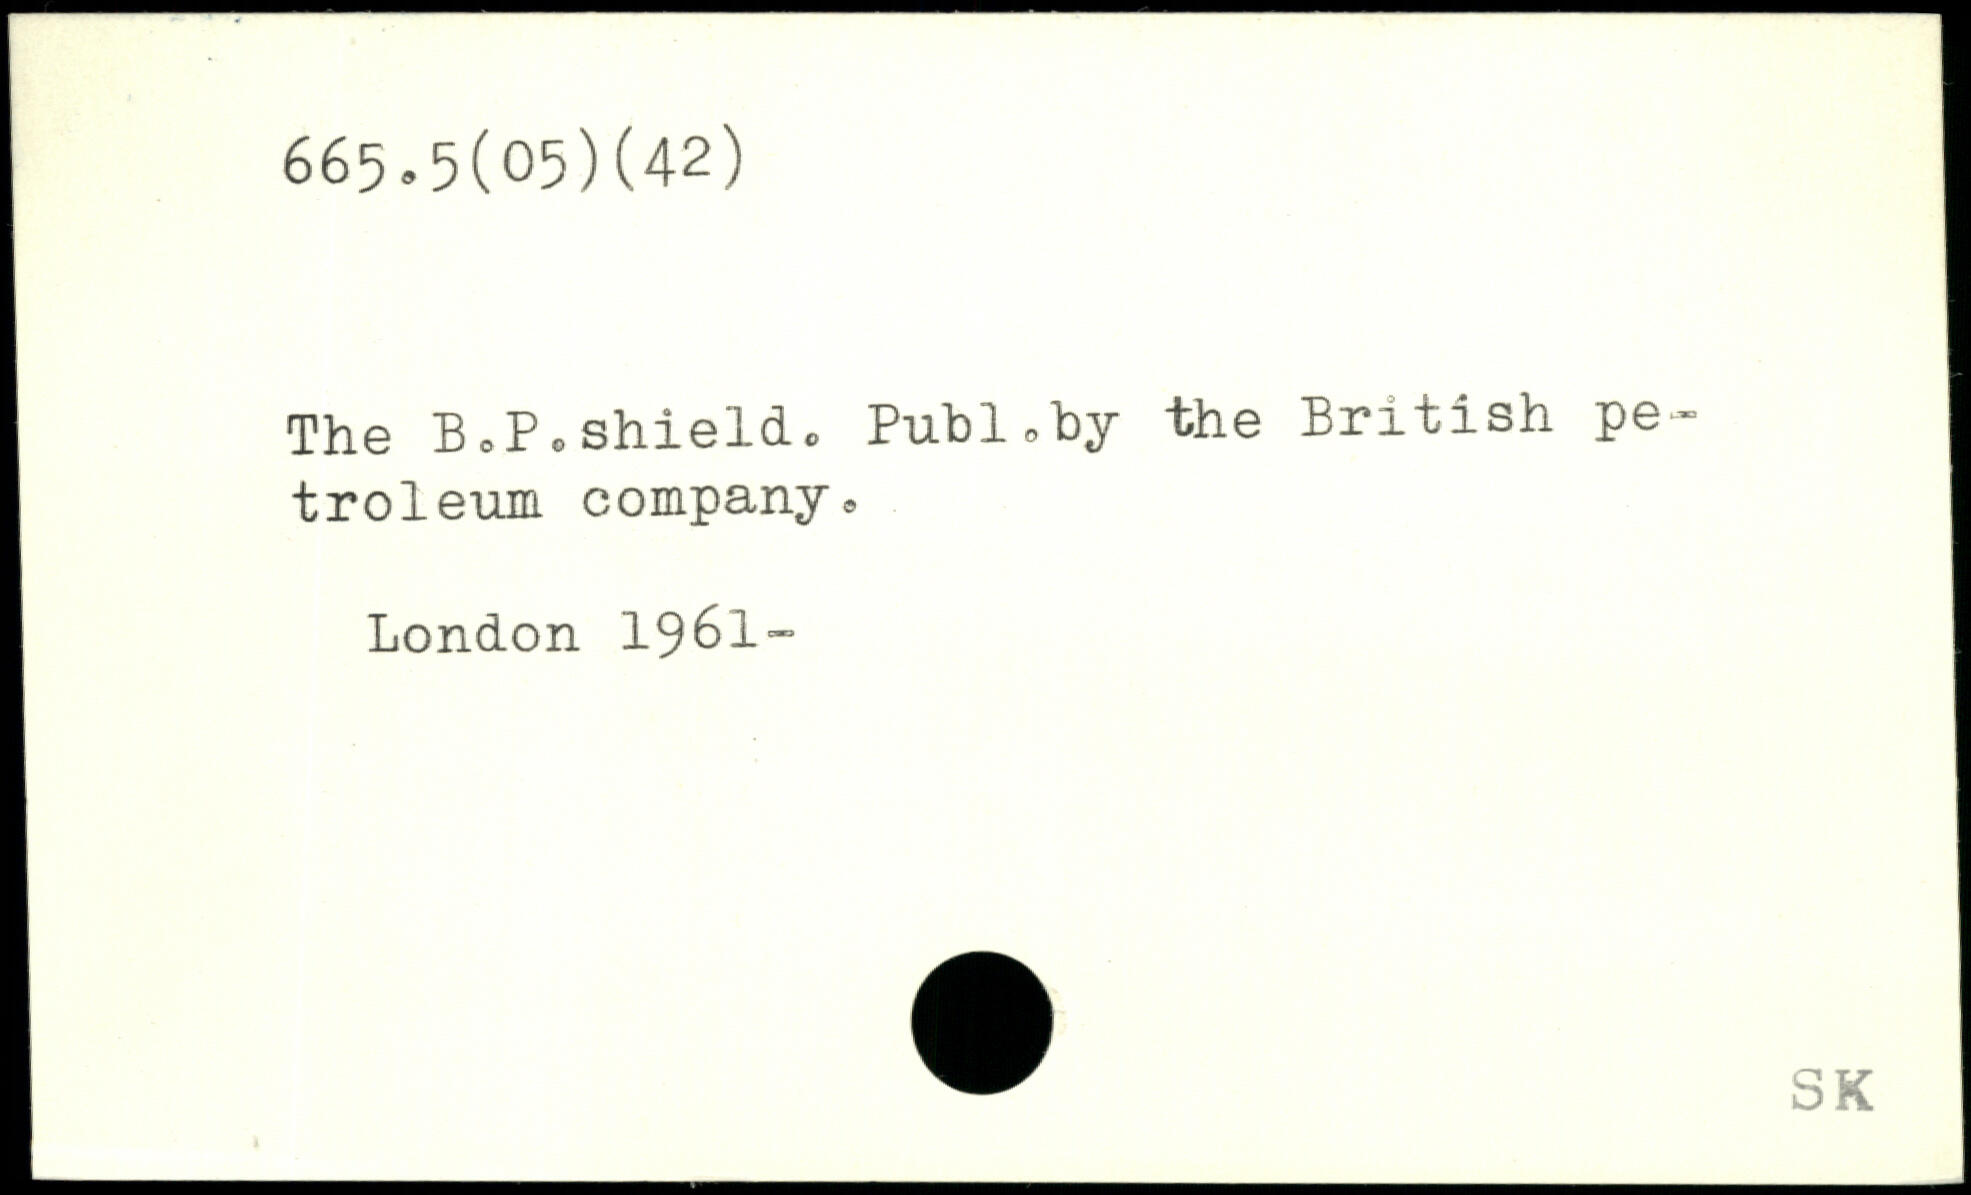 665.5(05)(42)
The B.P.shield. Publ.by the British pe-
troleum company.
London 1961-
SK